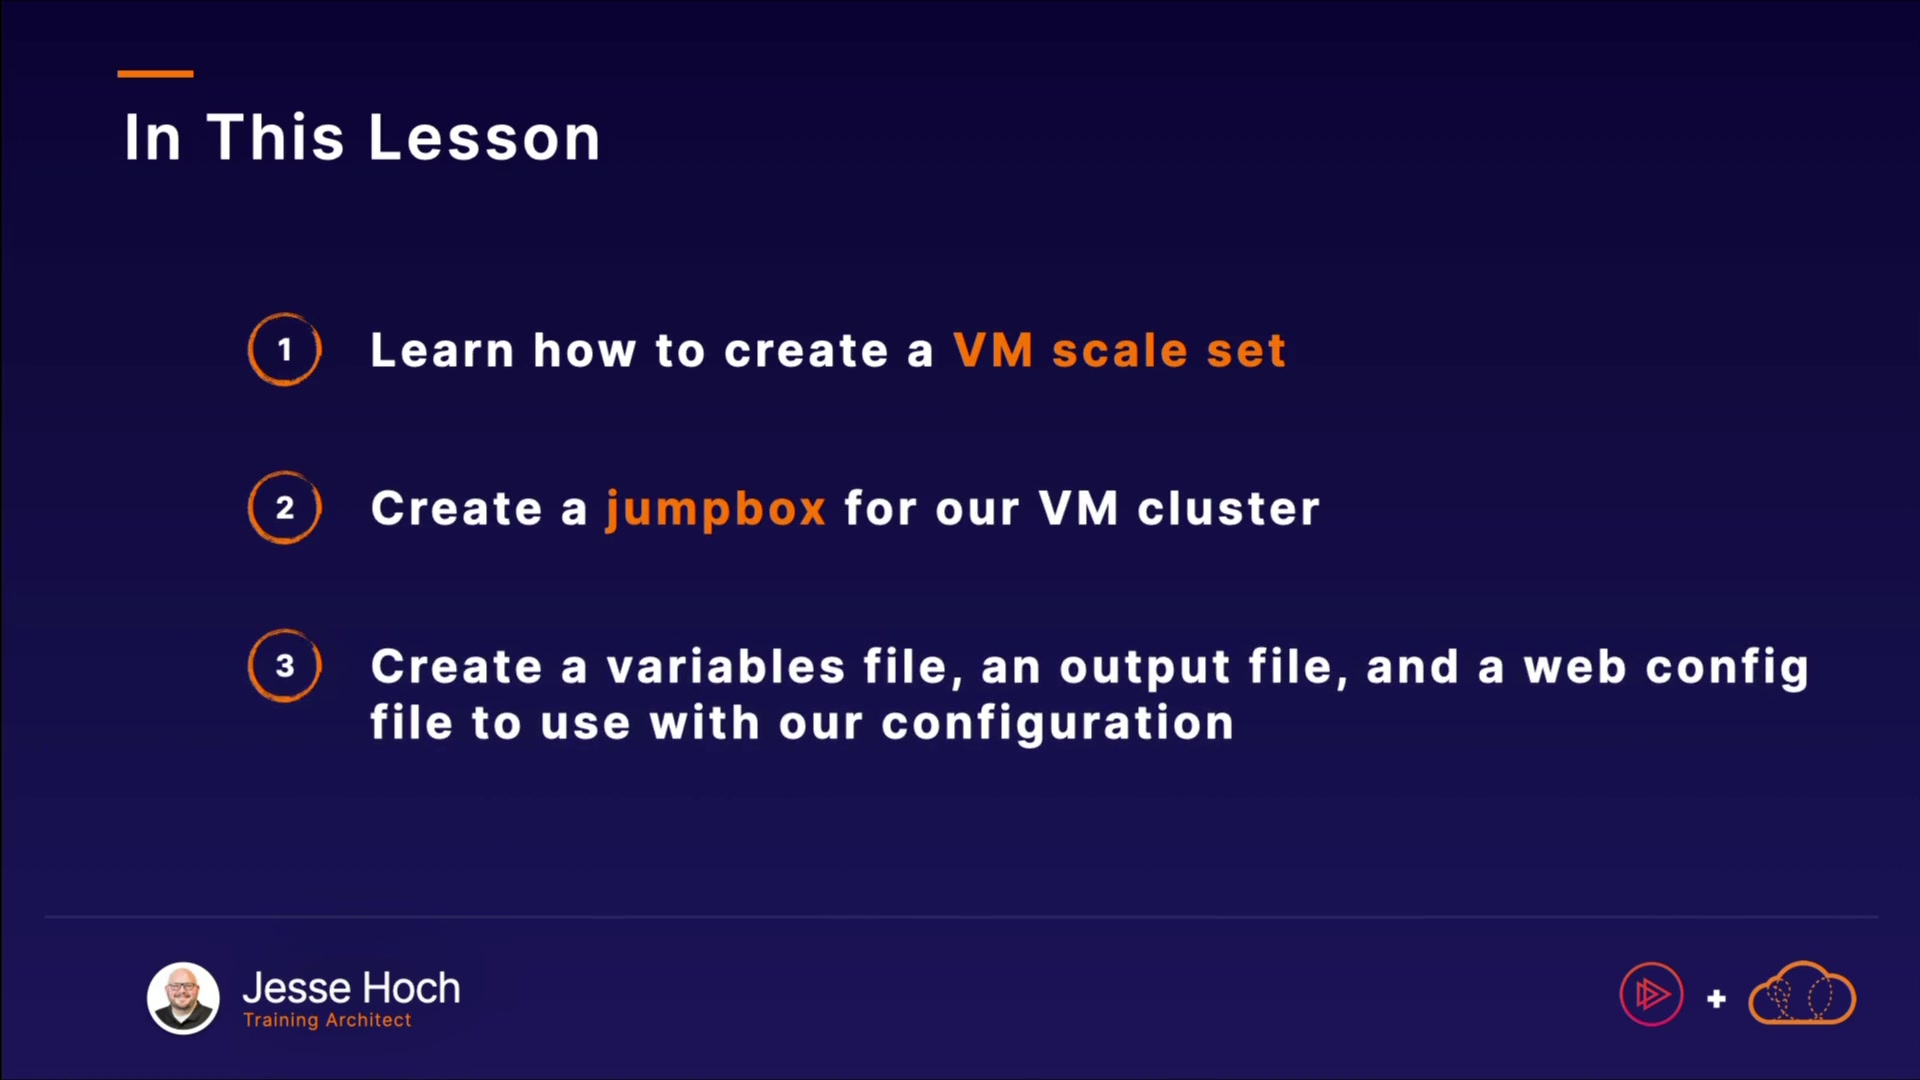 In This Lesson
1
Learn how to create a VM scale set
2
Create a jumpbox for our VM cluster
3
Create a variables file, an output file, and a web config
file to use with our configuration
Jesse Hoch
Training Architect
+